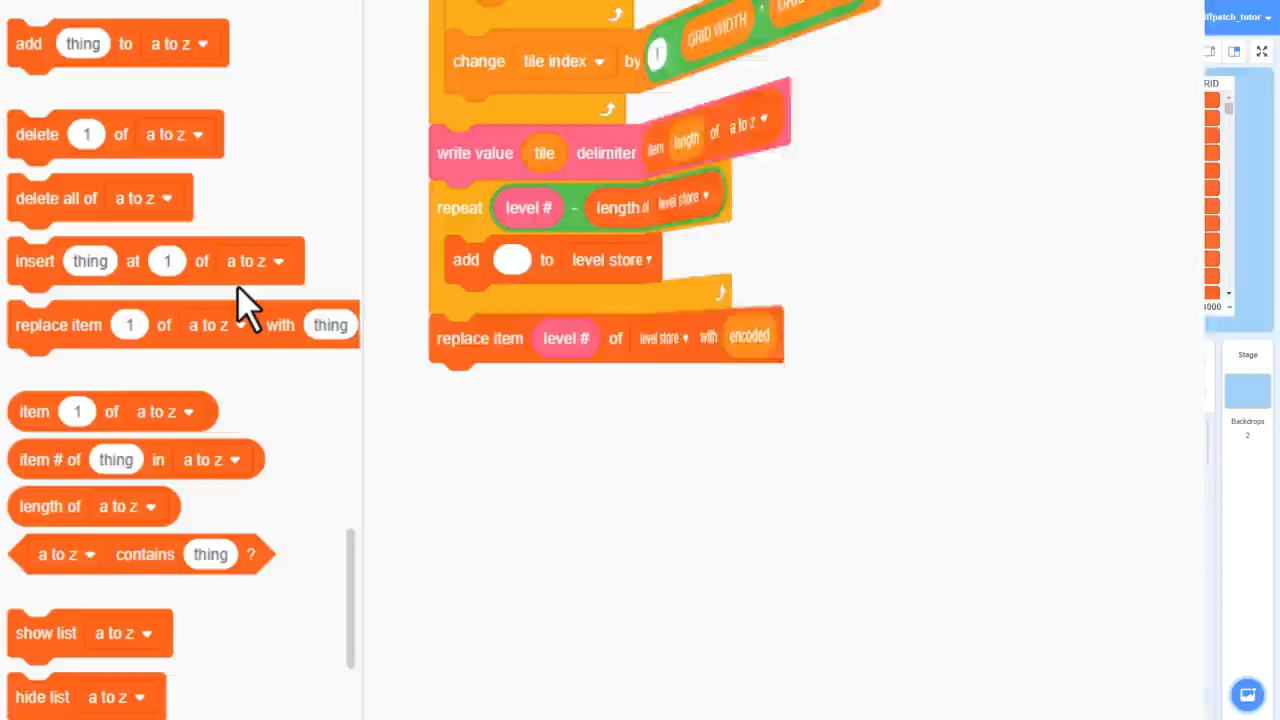 add thing to a to z
delete 1 of a to z
delete all of a to z
insert thing at 1 of a to z
replace item 1 of a to z with thing
item 1 of a to z
item # of thing in a to z
length of a to z
a to z contains thing ?
show list a to z
hide list a to z
change tile index by 1 GRID WIDTH
write value tile delimiter item length of a to z
repeat level # - length of level store
add to level store
replace item level # of level store with encoded
ffpatch_tutor
Stage
Backdrops
2